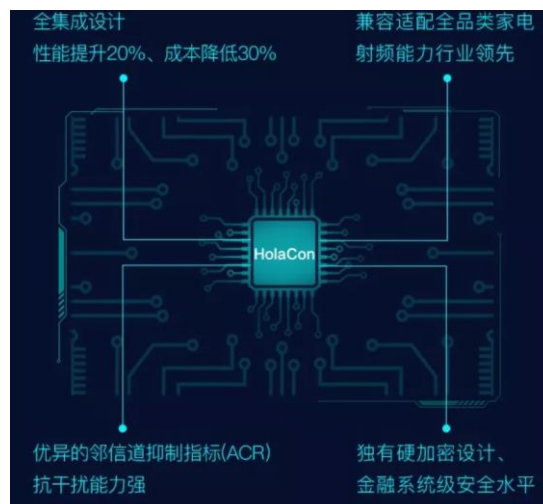 全集成设计
性能提升20%、成本降低30%
兼容适配全品类家电
射频能力行业领先
HolaCon
优异的邻信道抑制指标(ACR)
抗干扰能力强
独有硬加密设计、
金融系统级安全水平